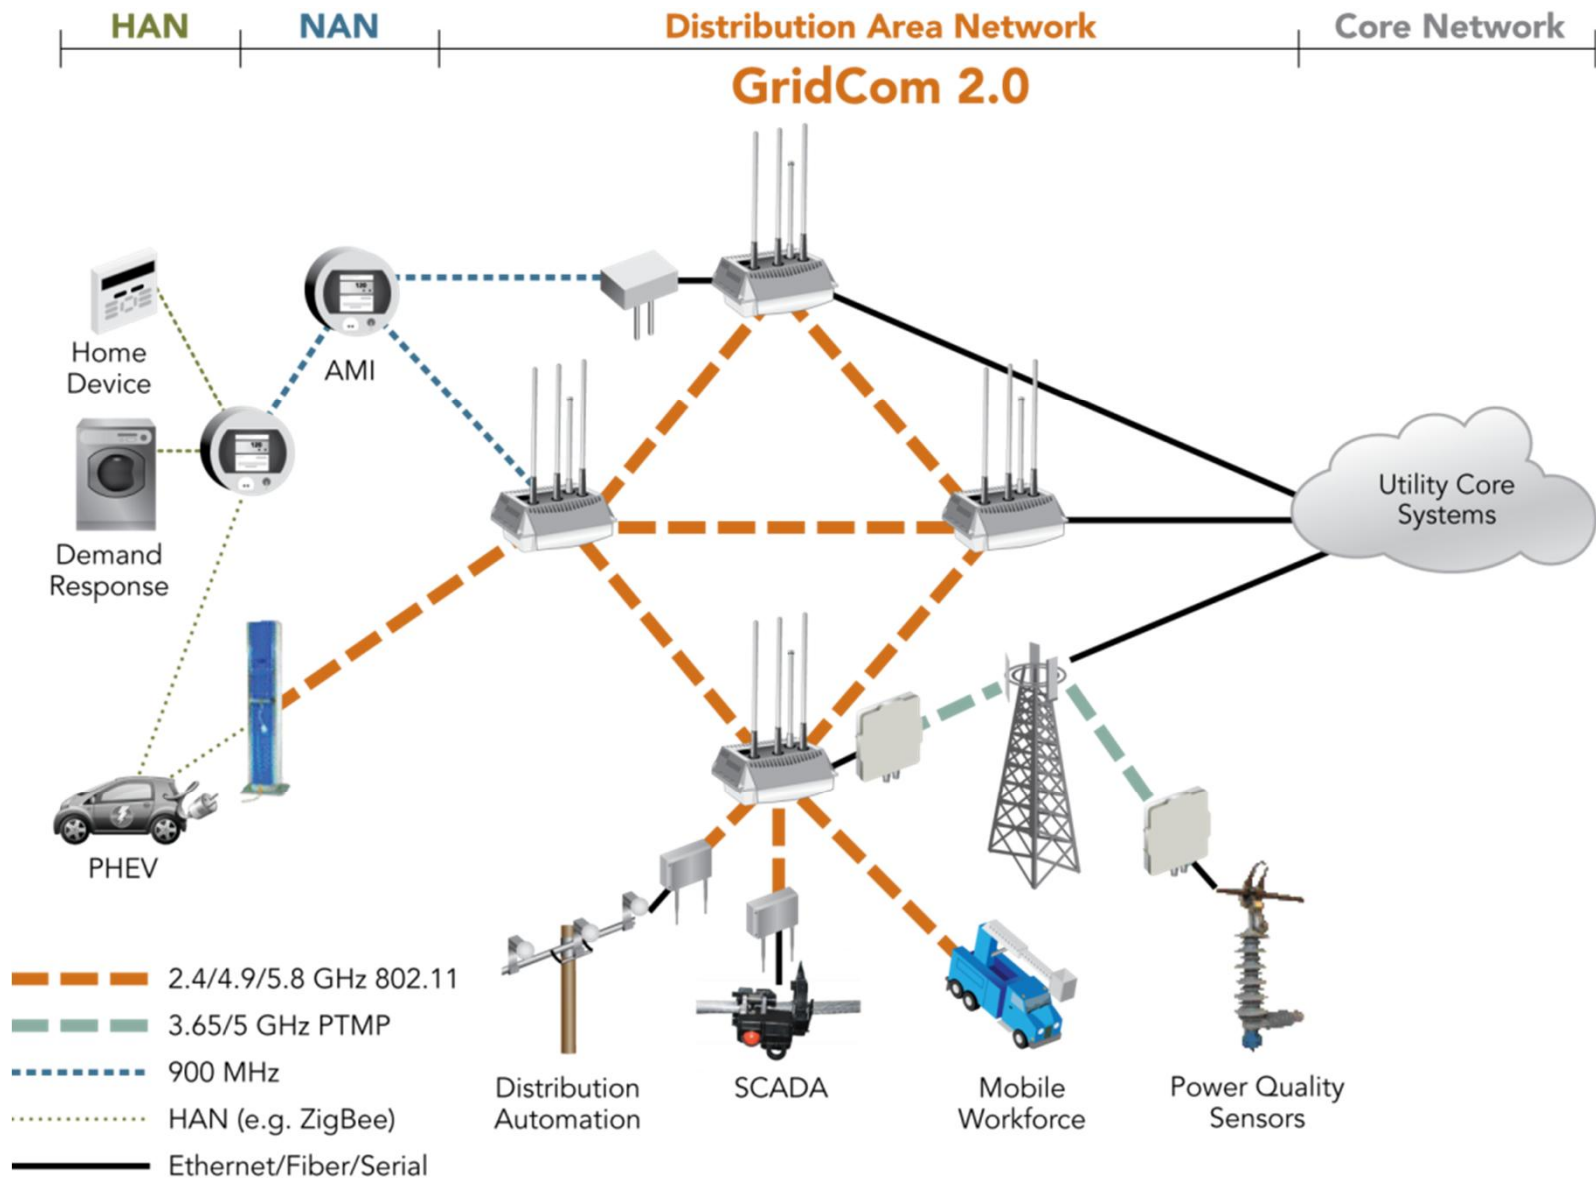 HAN NAN Distribution Area Network Core Network
GridCom 2.0
Home
Device
AMI
120
Demand
Response
Utility Core
Systems
PHEV
2.4/4.9/5.8 GHz 802.11
3.65/5 GHz PTMP
900 MHz
HAN (e.g. ZigBee)
Ethernet/Fiber/Serial
Distribution
Automation
SCADA
Mobile
Workforce
Power Quality
Sensors